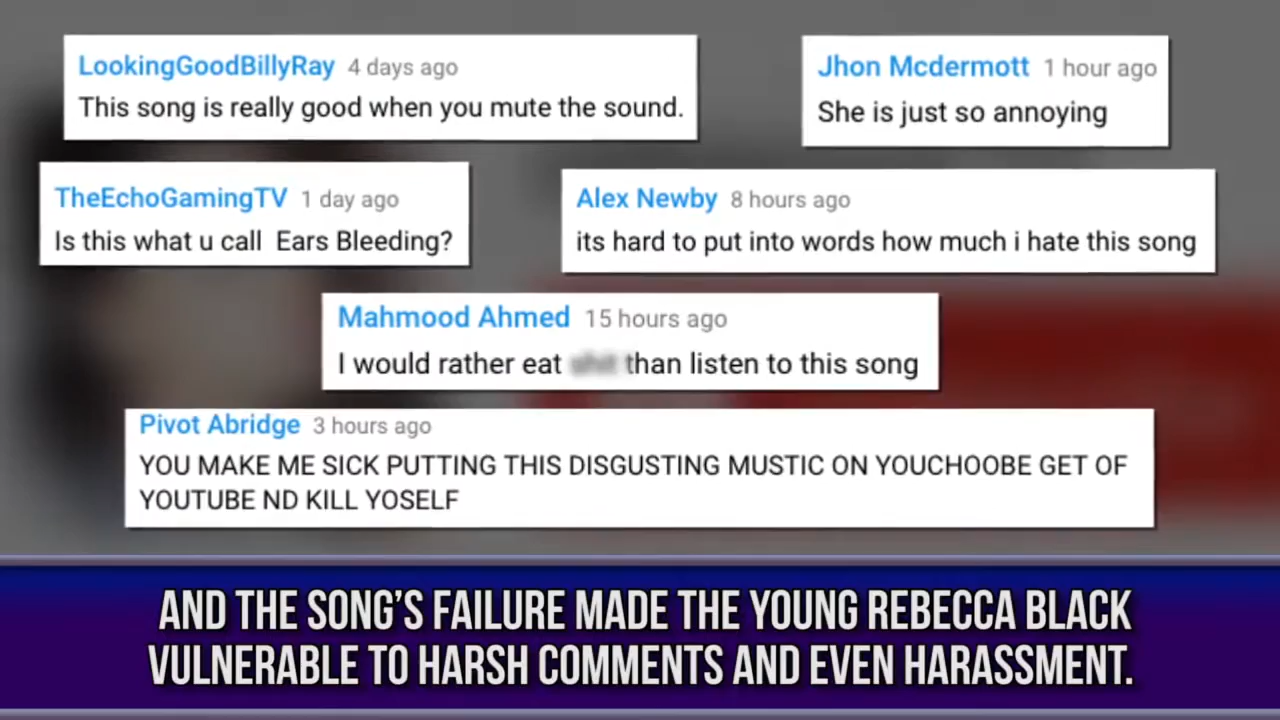 LookingGoodBillyRay 4 days ago
This song is really good when you mute the sound.
Jhon Mcdermott 1 hour ago
She is just so annoying
TheEchoGamingTV 1 day ago
Is this what u call Ears Bleeding?
Alex Newby 8 hours ago
its hard to put into words how much i hate this song
Mahmood Ahmed 15 hours ago
I would rather eat than listen to this song
Pivot Abridge 3 hours ago
YOU MAKE ME SICK PUTTING THIS DISGUSTING MUSTIC ON YOUCHOOBE GET OF
YOUTUBE ND KILL YOSELF
AND THE SONG'S FAILURE MADE THE YOUNG REBECCA BLACK
VULNERABLE TO HARSH COMMENTS AND EVEN HARASSMENT.